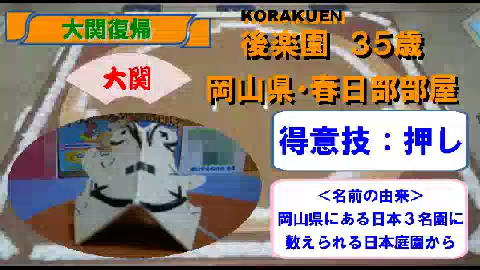 大関復帰
KORAKUEN
後楽園 35歳
大関
岡山県・春日部部屋
得意技：押し
＜名前の由来＞
岡山県にある日本３名園に
数えられる日本庭園から